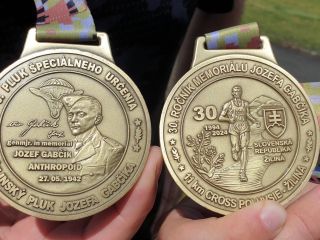 PLUK ŠPECIÁLNEHO URČENIA
genmjr. in memoriam
JOZEF GABČÍK
ANTHROPOID
27. 05. 1942
PLUK JOZEFA GABČÍKA
30. ROČNÍK MEMORIÁLU JOZEFA GABČÍKA
30
1994
2024
SLOVENSKÁ
REPUBLIKA
ŽILINA
11 km CROSS POVAŽIE, ŽILINA